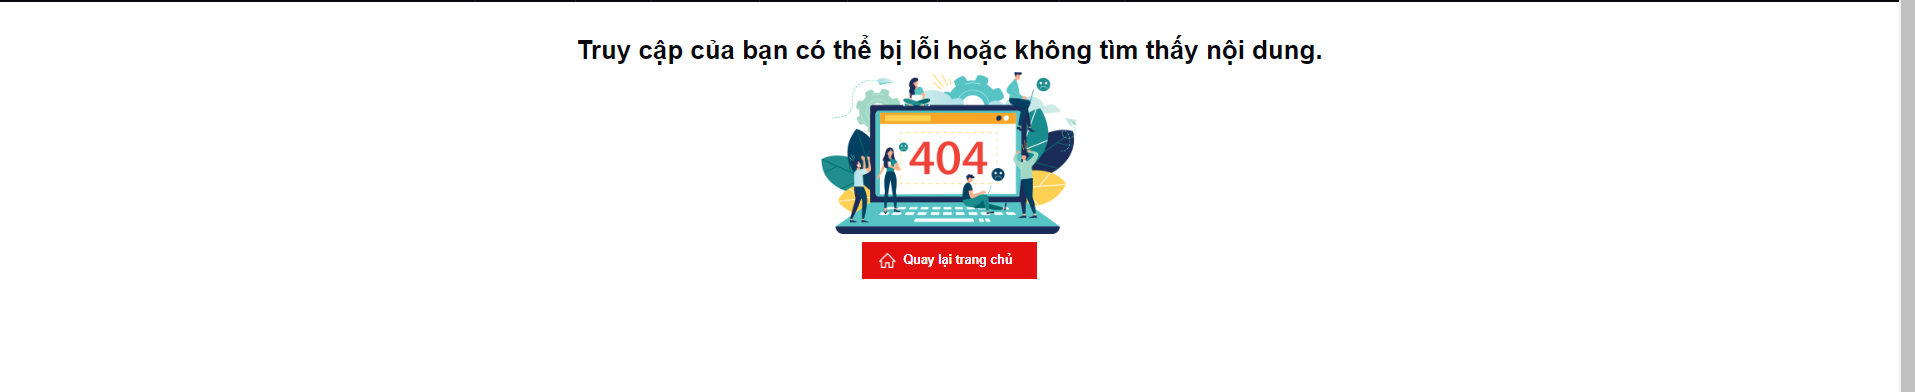 Truy cập của bạn có thể bị lỗi hoặc không tìm thấy nội dung.
404
Quay lại trang chủ